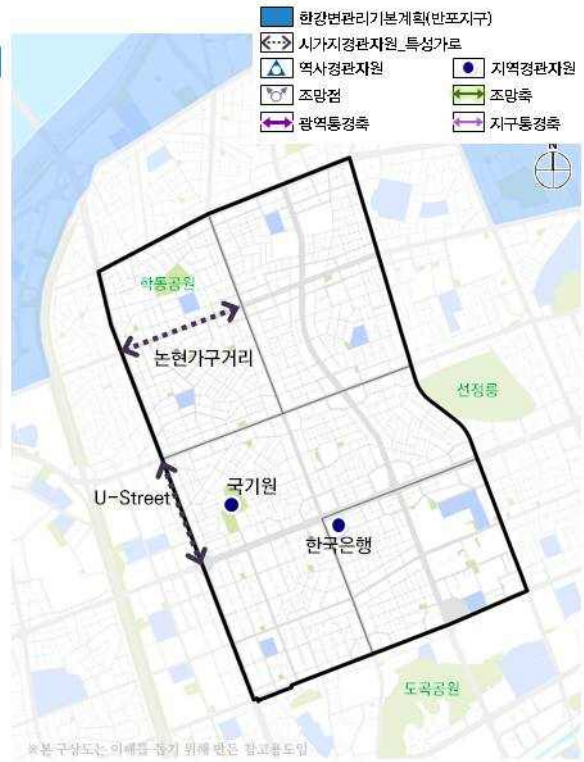 한강변관리기본계획(반포지구)
시가지경관자원_특성가로
역사경관자원 지역경관자원
조망점 조망축
광역통경축 지구통경축
N
학동공원
논현가구거리
선정릉
국기원
U-Street
한국은행
도곡공원
※본 구상도는 이해를 돕기 위해 만든 참고용도임